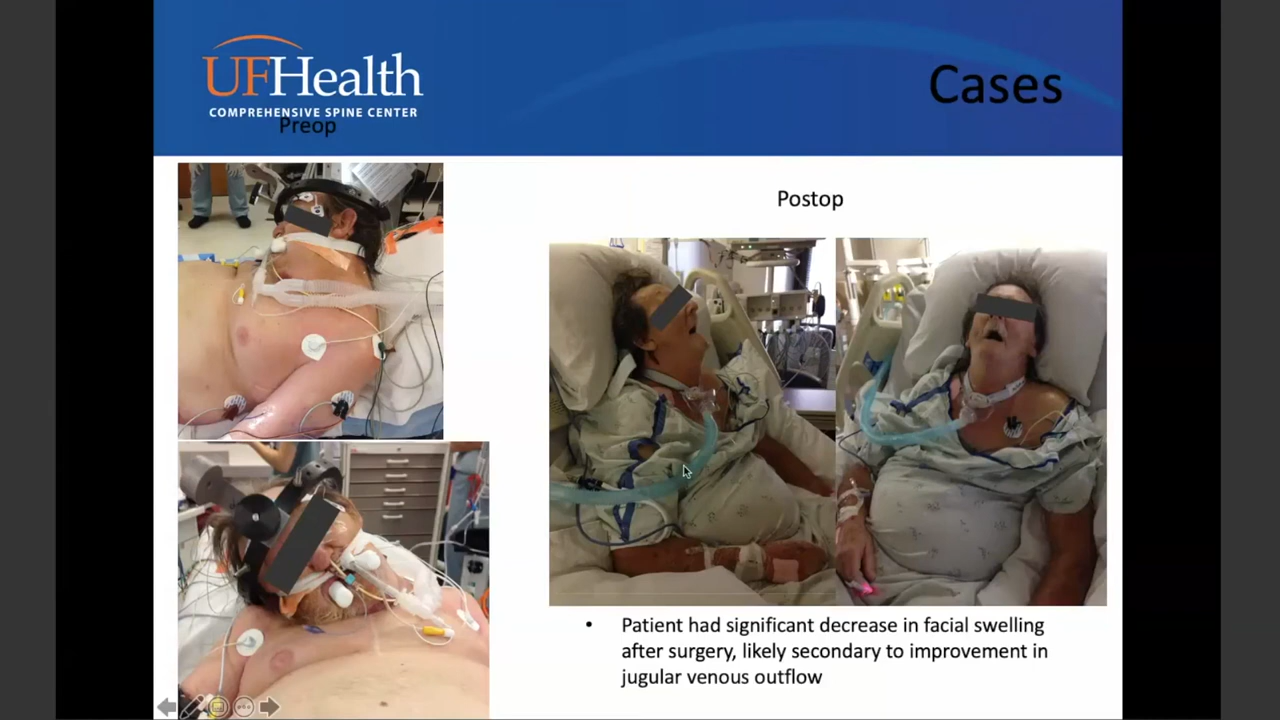 UFHealth
COMPREHENSIVE SPINE CENTER
Cases
Preop
Postop
• Patient had significant decrease in facial swelling
after surgery, likely secondary to improvement in
jugular venous outflow